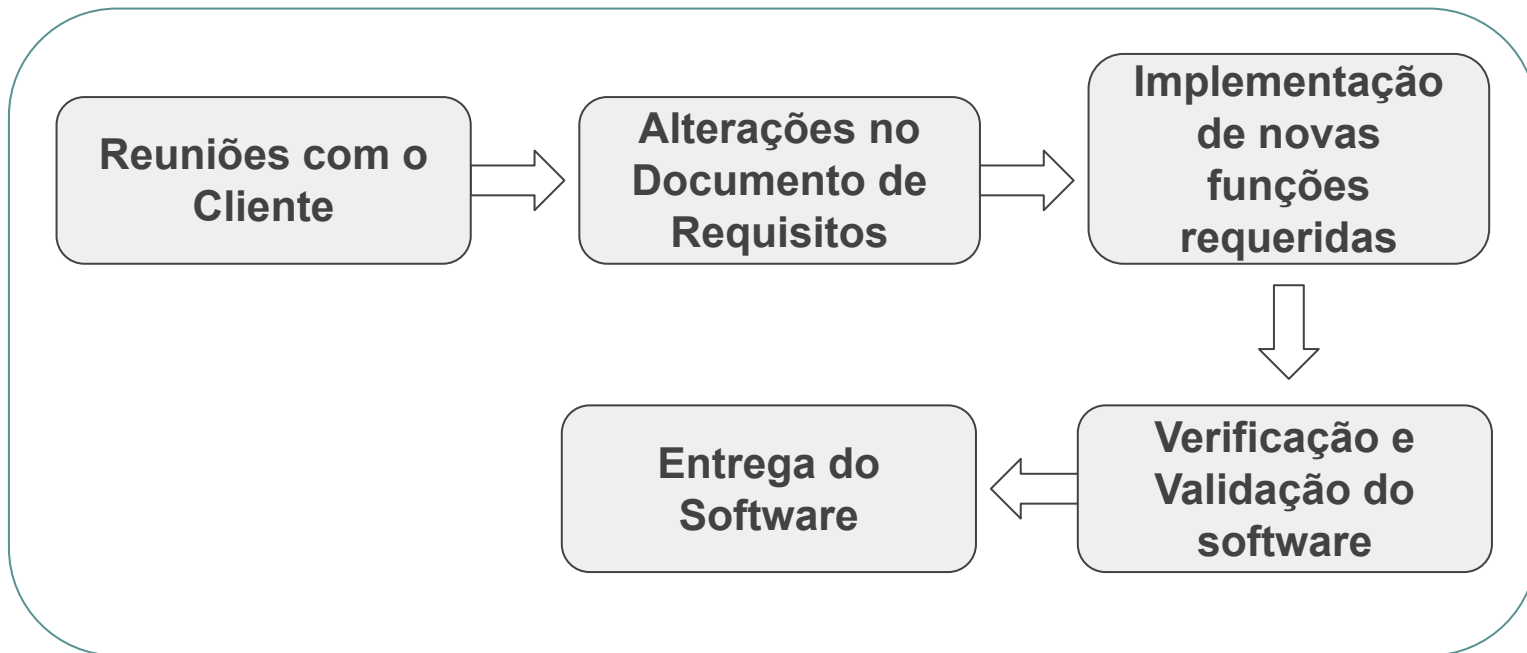 Reuniões com o
Cliente
Alterações no
Documento de
Requisitos
Implementação
de novas
funções
requeridas
Verificação e
Validação do
software
Entrega do
Software